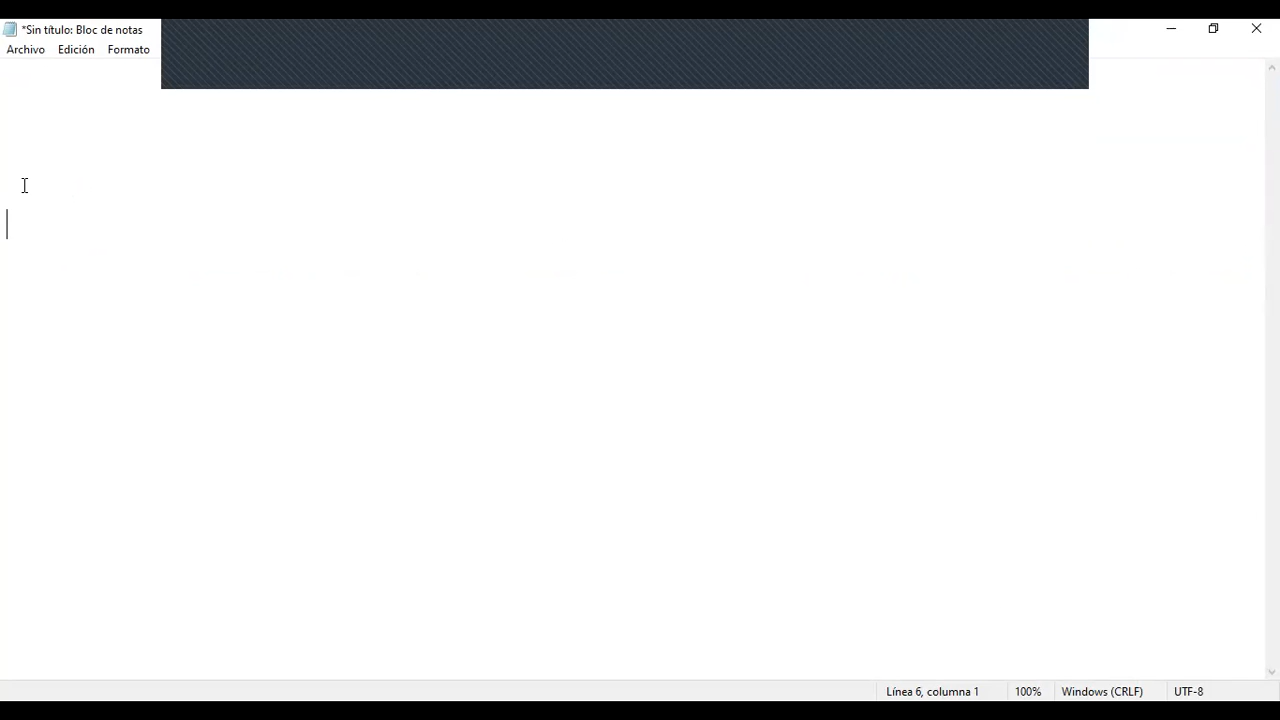 *Sin título: Bloc de notas
Archivo Edición Formato
Línea 6, columna 1 100% Windows (CRLF) UTF-8